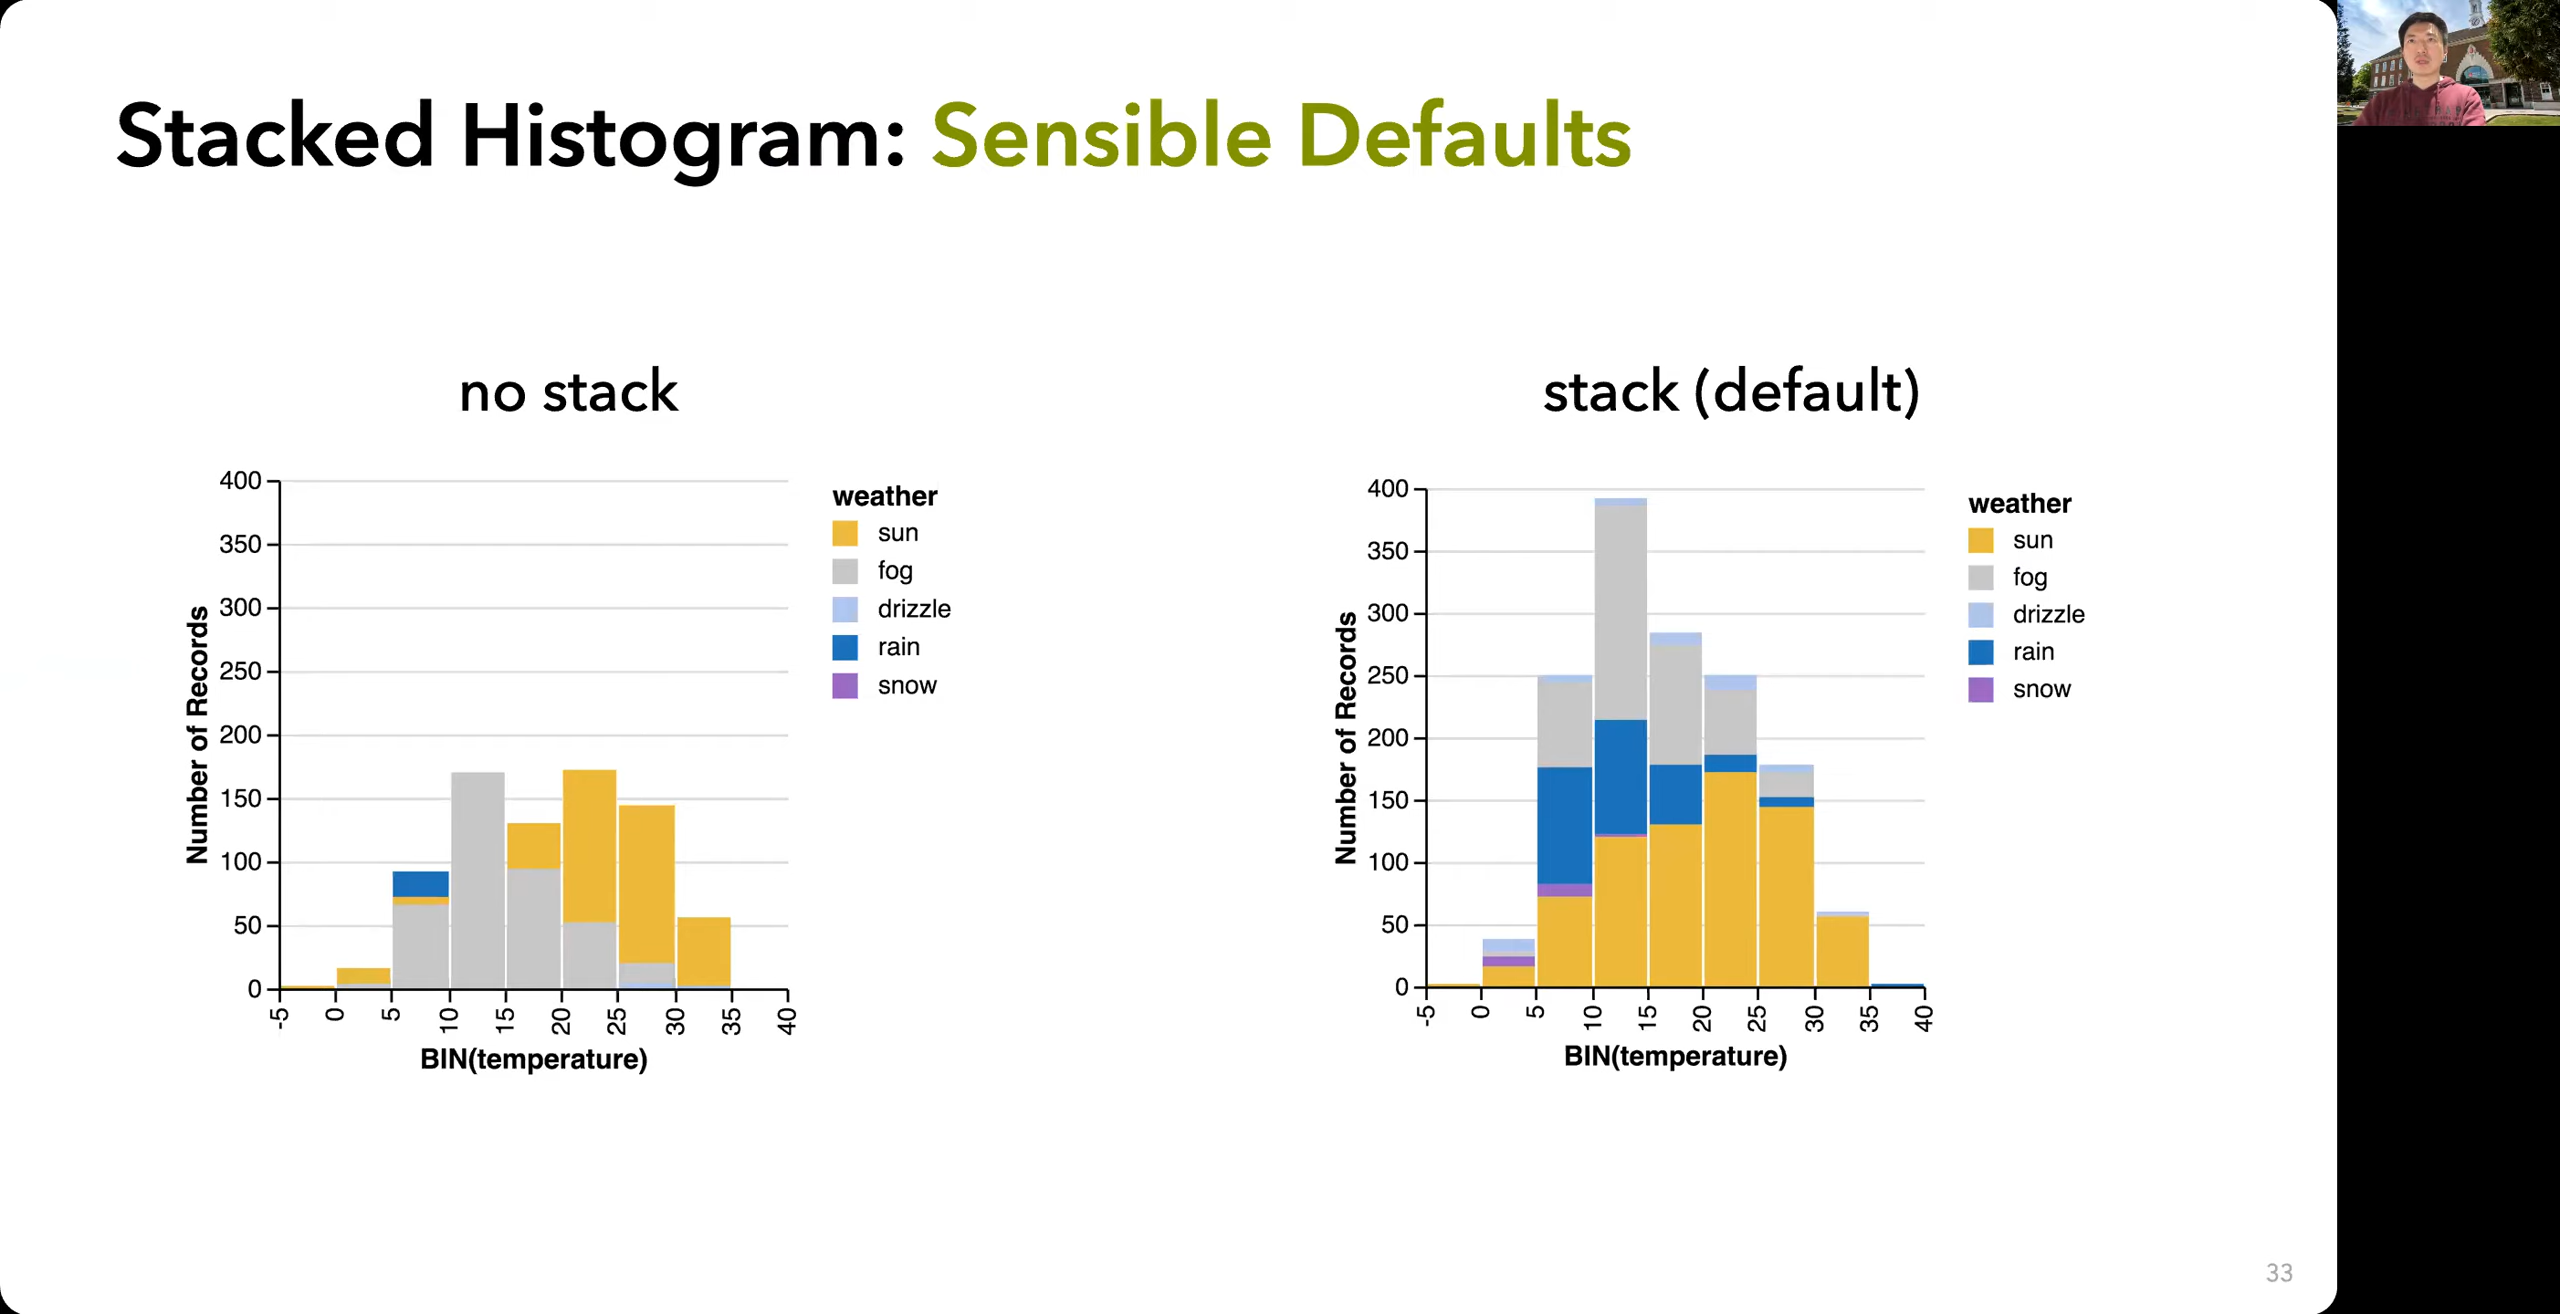 Stacked Histogram: Sensible Defaults
no stack
400
350
300
250
200
150
100
50
0
Number of Records
-5 0 5 10 15 20 25 30 35 40
BIN(temperature)
weather
sun
fog
drizzle
rain
snow
stack (default)
400
350
300
250
200
150
100
50
0
Number of Records
-5 0 5 10 15 20 25 30 35 40
BIN(temperature)
weather
sun
fog
drizzle
rain
snow
33